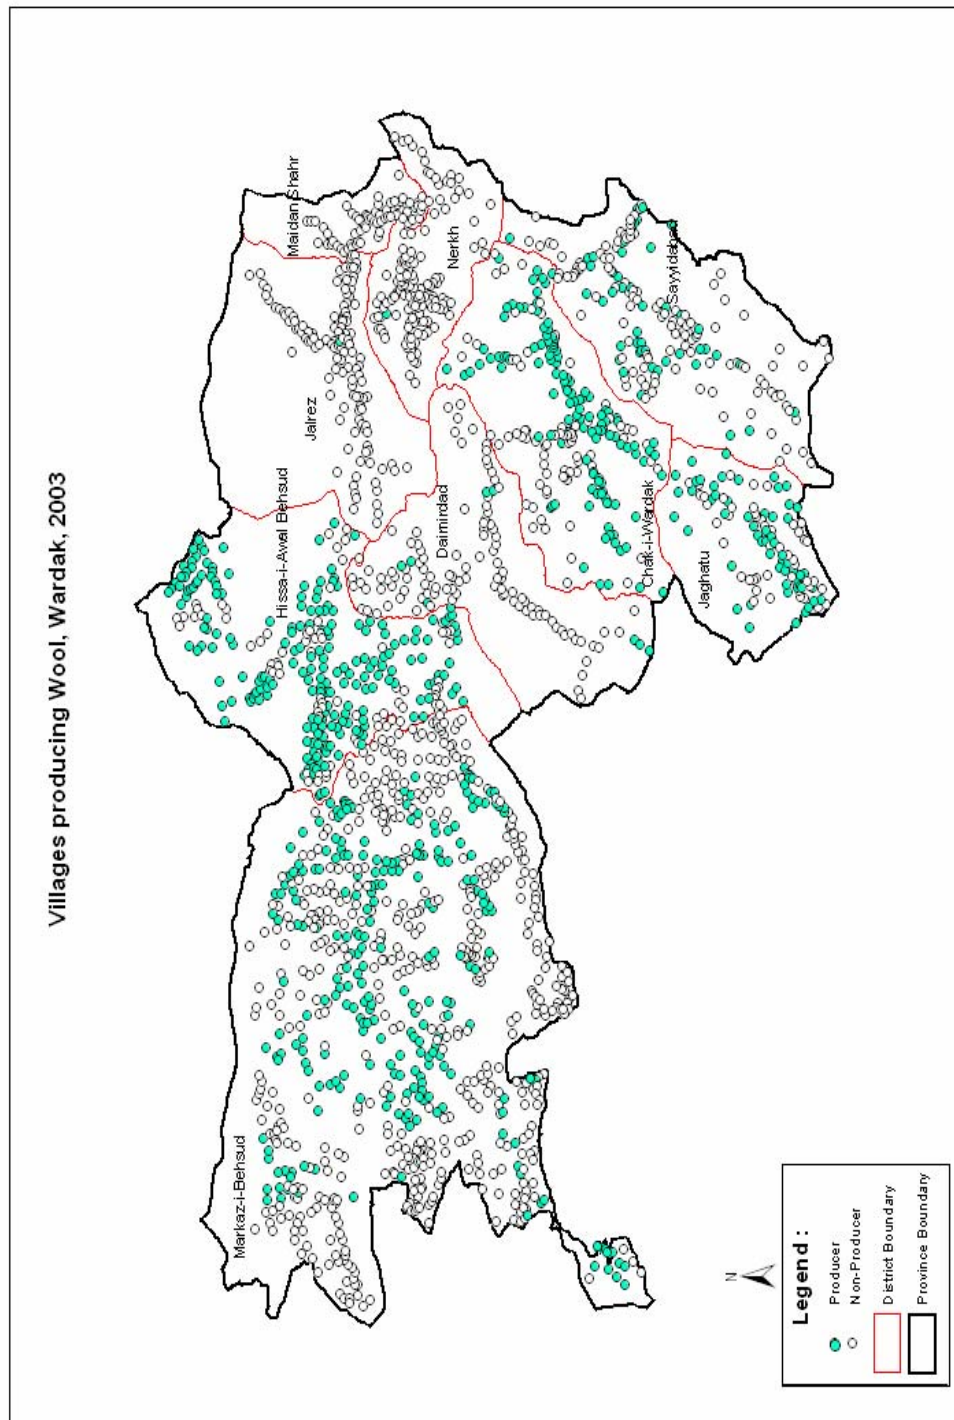 Villages producing Wool, Wardak, 2003
Markaz-i-Behsud
Hissa-i-Awal Behsud
Jalrez
Maidan Shahr
Daimirdad
Nerkh
Chak-i-Wardak
Jaghatu
N
Legend :
Producer
Non-Producer
District Boundary
Province Boundary